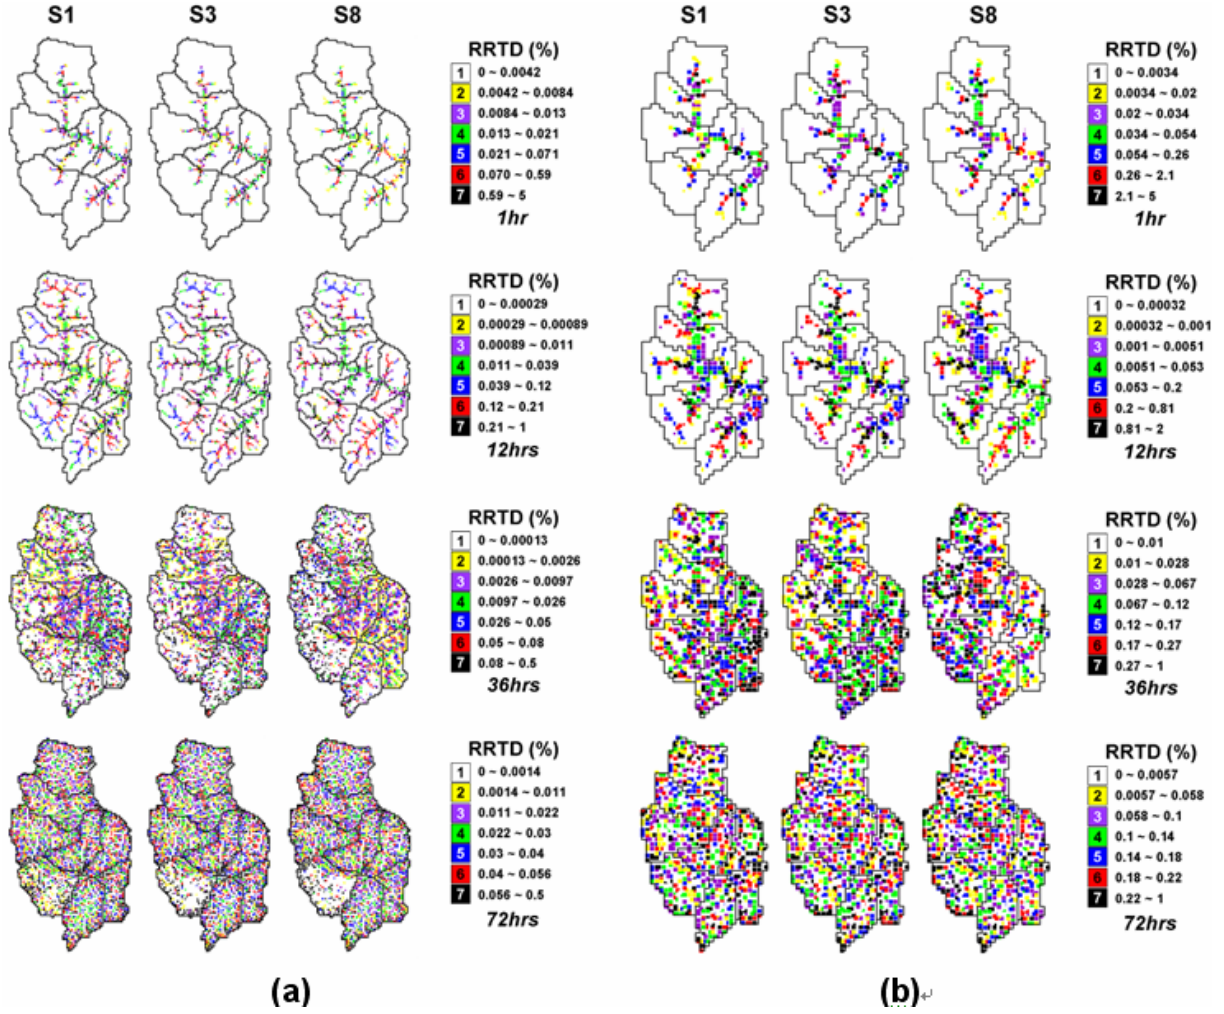 S1 S3 S8 S1 S3 S8
RRTD (%)
1 0 ~ 0.0042
2 0.0042 ~ 0.0084
3 0.0084 ~ 0.013
4 0.013 ~ 0.021
5 0.021 ~ 0.071
6 0.070 ~ 0.59
7 0.59 ~ 5
1hr
RRTD (%)
1 0 ~ 0.0034
2 0.0034 ~ 0.02
3 0.02 ~ 0.034
4 0.034 ~ 0.054
5 0.054 ~ 0.26
6 0.26 ~ 2.1
7 2.1 ~ 5
1hr
RRTD (%)
1 0 ~ 0.00029
2 0.00029 ~ 0.00089
3 0.00089 ~ 0.011
4 0.011 ~ 0.039
5 0.039 ~ 0.12
6 0.12 ~ 0.21
7 0.21 ~ 1
12hrs
RRTD (%)
1 0 ~ 0.00032
2 0.00032 ~ 0.001
3 0.001 ~ 0.0051
4 0.0051 ~ 0.053
5 0.053 ~ 0.2
6 0.2 ~ 0.81
7 0.81 ~ 2
12hrs
RRTD (%)
1 0 ~ 0.00013
2 0.00013 ~ 0.0026
3 0.0026 ~ 0.0097
4 0.0097 ~ 0.026
5 0.026 ~ 0.05
6 0.05 ~ 0.08
7 0.08 ~ 0.5
36hrs
RRTD (%)
1 0 ~ 0.01
2 0.01 ~ 0.028
3 0.028 ~ 0.067
4 0.067 ~ 0.12
5 0.12 ~ 0.17
6 0.17 ~ 0.27
7 0.27 ~ 1
36hrs
RRTD (%)
1 0 ~ 0.0014
2 0.0014 ~ 0.011
3 0.011 ~ 0.022
4 0.022 ~ 0.03
5 0.03 ~ 0.04
6 0.04 ~ 0.056
7 0.056 ~ 0.5
72hrs
RRTD (%)
1 0 ~ 0.0057
2 0.0057 ~ 0.058
3 0.058 ~ 0.1
4 0.1 ~ 0.14
5 0.14 ~ 0.18
6 0.18 ~ 0.22
7 0.22 ~ 1
72hrs
(a) (b)